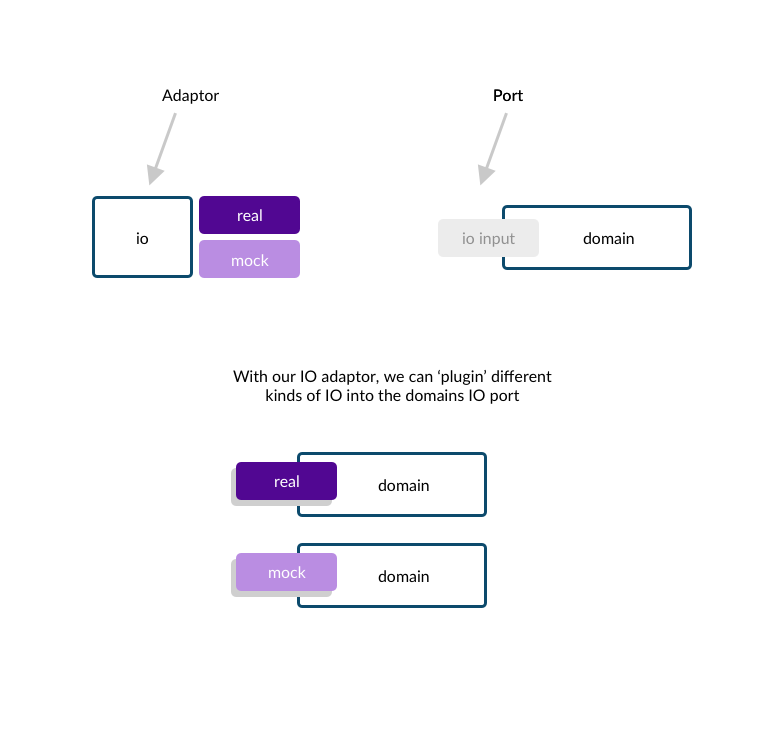 Adaptor
Port
io
real
mock
io input
domain
With our IO adaptor, we can ‘plugin’ different
kinds of IO into the domains IO port
real
domain
mock
domain